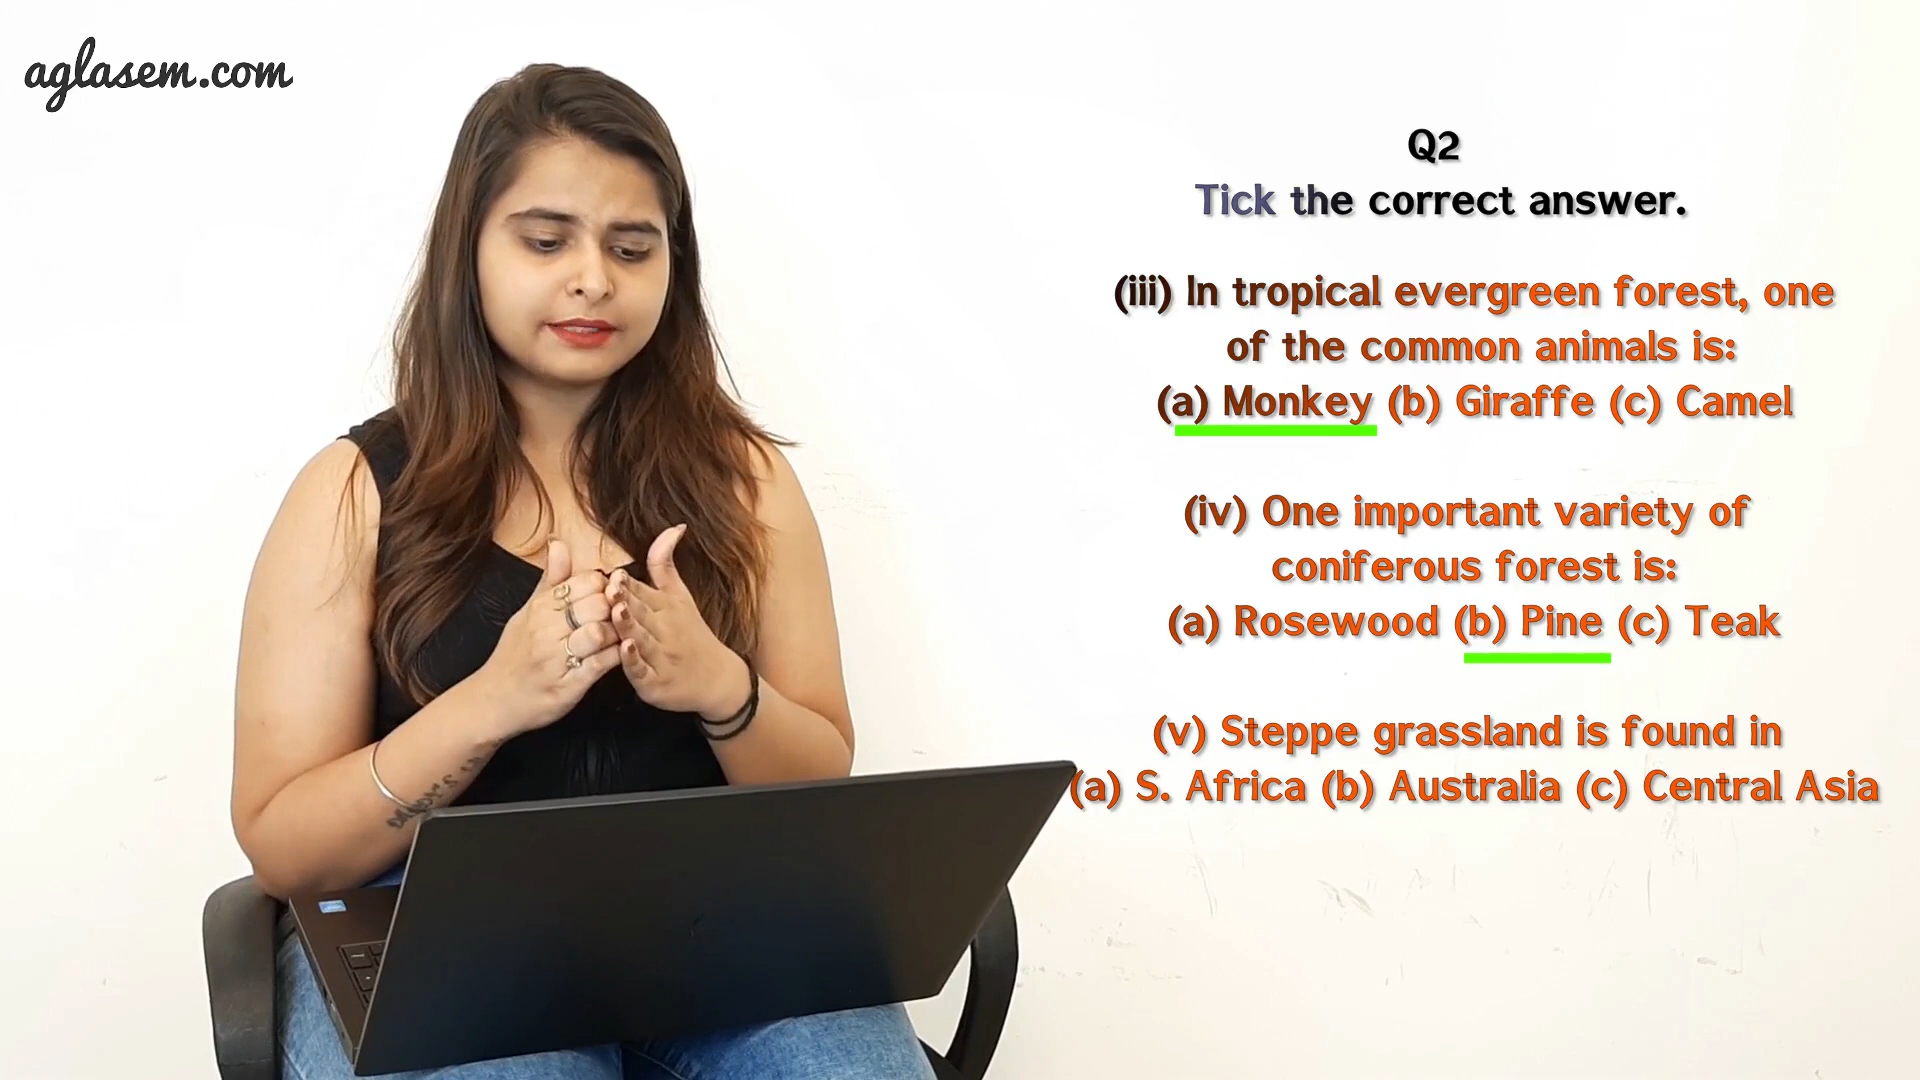 aglasem.com
Q2
Tick the correct answer.
(iii) In tropical evergreen forest, one
of the common animals is:
(a) Monkey (b) Giraffe (c) Camel
(iv) One important variety of
coniferous forest is:
(a) Rosewood (b) Pine (c) Teak
(v) Steppe grassland is found in
(a) S. Africa (b) Australia (c) Central Asia